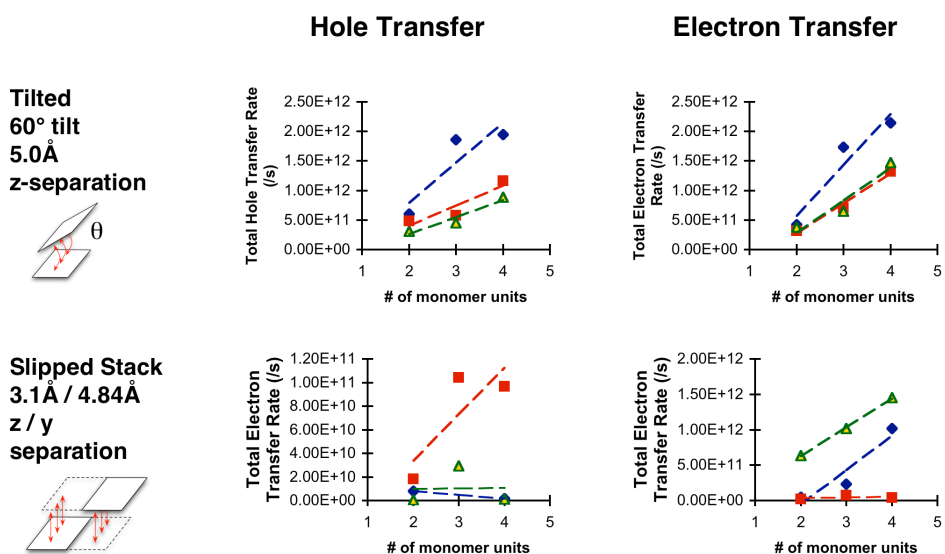 Hole Transfer
Electron Transfer
Tilted
60° tilt
5.0Å
z-separation
θ
Total Hole Transfer Rate
(/s)
2.50E+12
2.00E+12
1.50E+12
1.00E+12
5.00E+11
0.00E+00
1 2 3 4 5
# of monomer units
Total Electron Transfer
Rate (/s)
2.50E+12
2.00E+12
1.50E+12
1.00E+12
5.00E+11
0.00E+00
1 2 3 4 5
# of monomer units
Slipped Stack
3.1Å / 4.84Å
z / y
separation
Total Electron
Transfer Rate (/s)
1.20E+11
1.00E+11
8.00E+10
6.00E+10
4.00E+10
2.00E+10
0.00E+00
1 2 3 4 5
# of monomer units
Total Electron
Transfer Rate (/s)
2.00E+12
1.50E+12
1.00E+12
5.00E+11
0.00E+00
1 2 3 4 5
# of monomer units